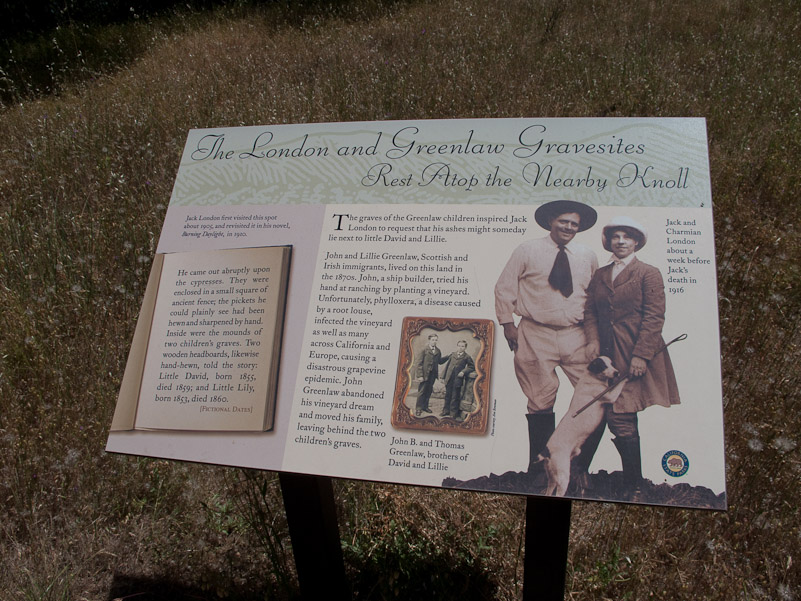 The London and Greenlaw Gravesites
Rest Atop the Nearby Knoll
Jack London first visited this spot
about 1905, and revisited it in his novel,
Burning Daylight, in 1910.
He came out abruptly upon
the cypresses. They were
enclosed in a small square of
ancient fence; the pickets he
could plainly see had been
hewn and sharpened by hand.
Inside were the mounds of
two children's graves. Two
wooden headboards, likewise
hand-hewn, told the story:
Little David, born 1855,
died 1859; and Little Lily,
born 1853, died 1860.
[Fictional Dates]
The graves of the Greenlaw children inspired Jack
London to request that his ashes might someday
lie next to little David and Lillie.
John and Lillie Greenlaw, Scottish and
Irish immigrants, lived on this land in
the 1870s. John, a ship builder, tried his
hand at ranching by planting a vineyard.
Unfortunately, phylloxera, a disease caused
by a root louse,
infected the vineyard
as well as many
across California and
Europe, causing a
disastrous grapevine
epidemic. John
Greenlaw abandoned
his vineyard dream
and moved his family,
leaving behind the two
children's graves.
John B. and Thomas
Greenlaw, brothers of
David and Lillie
Jack and
Charmian
London
about a
week before
Jack's
death in
1916